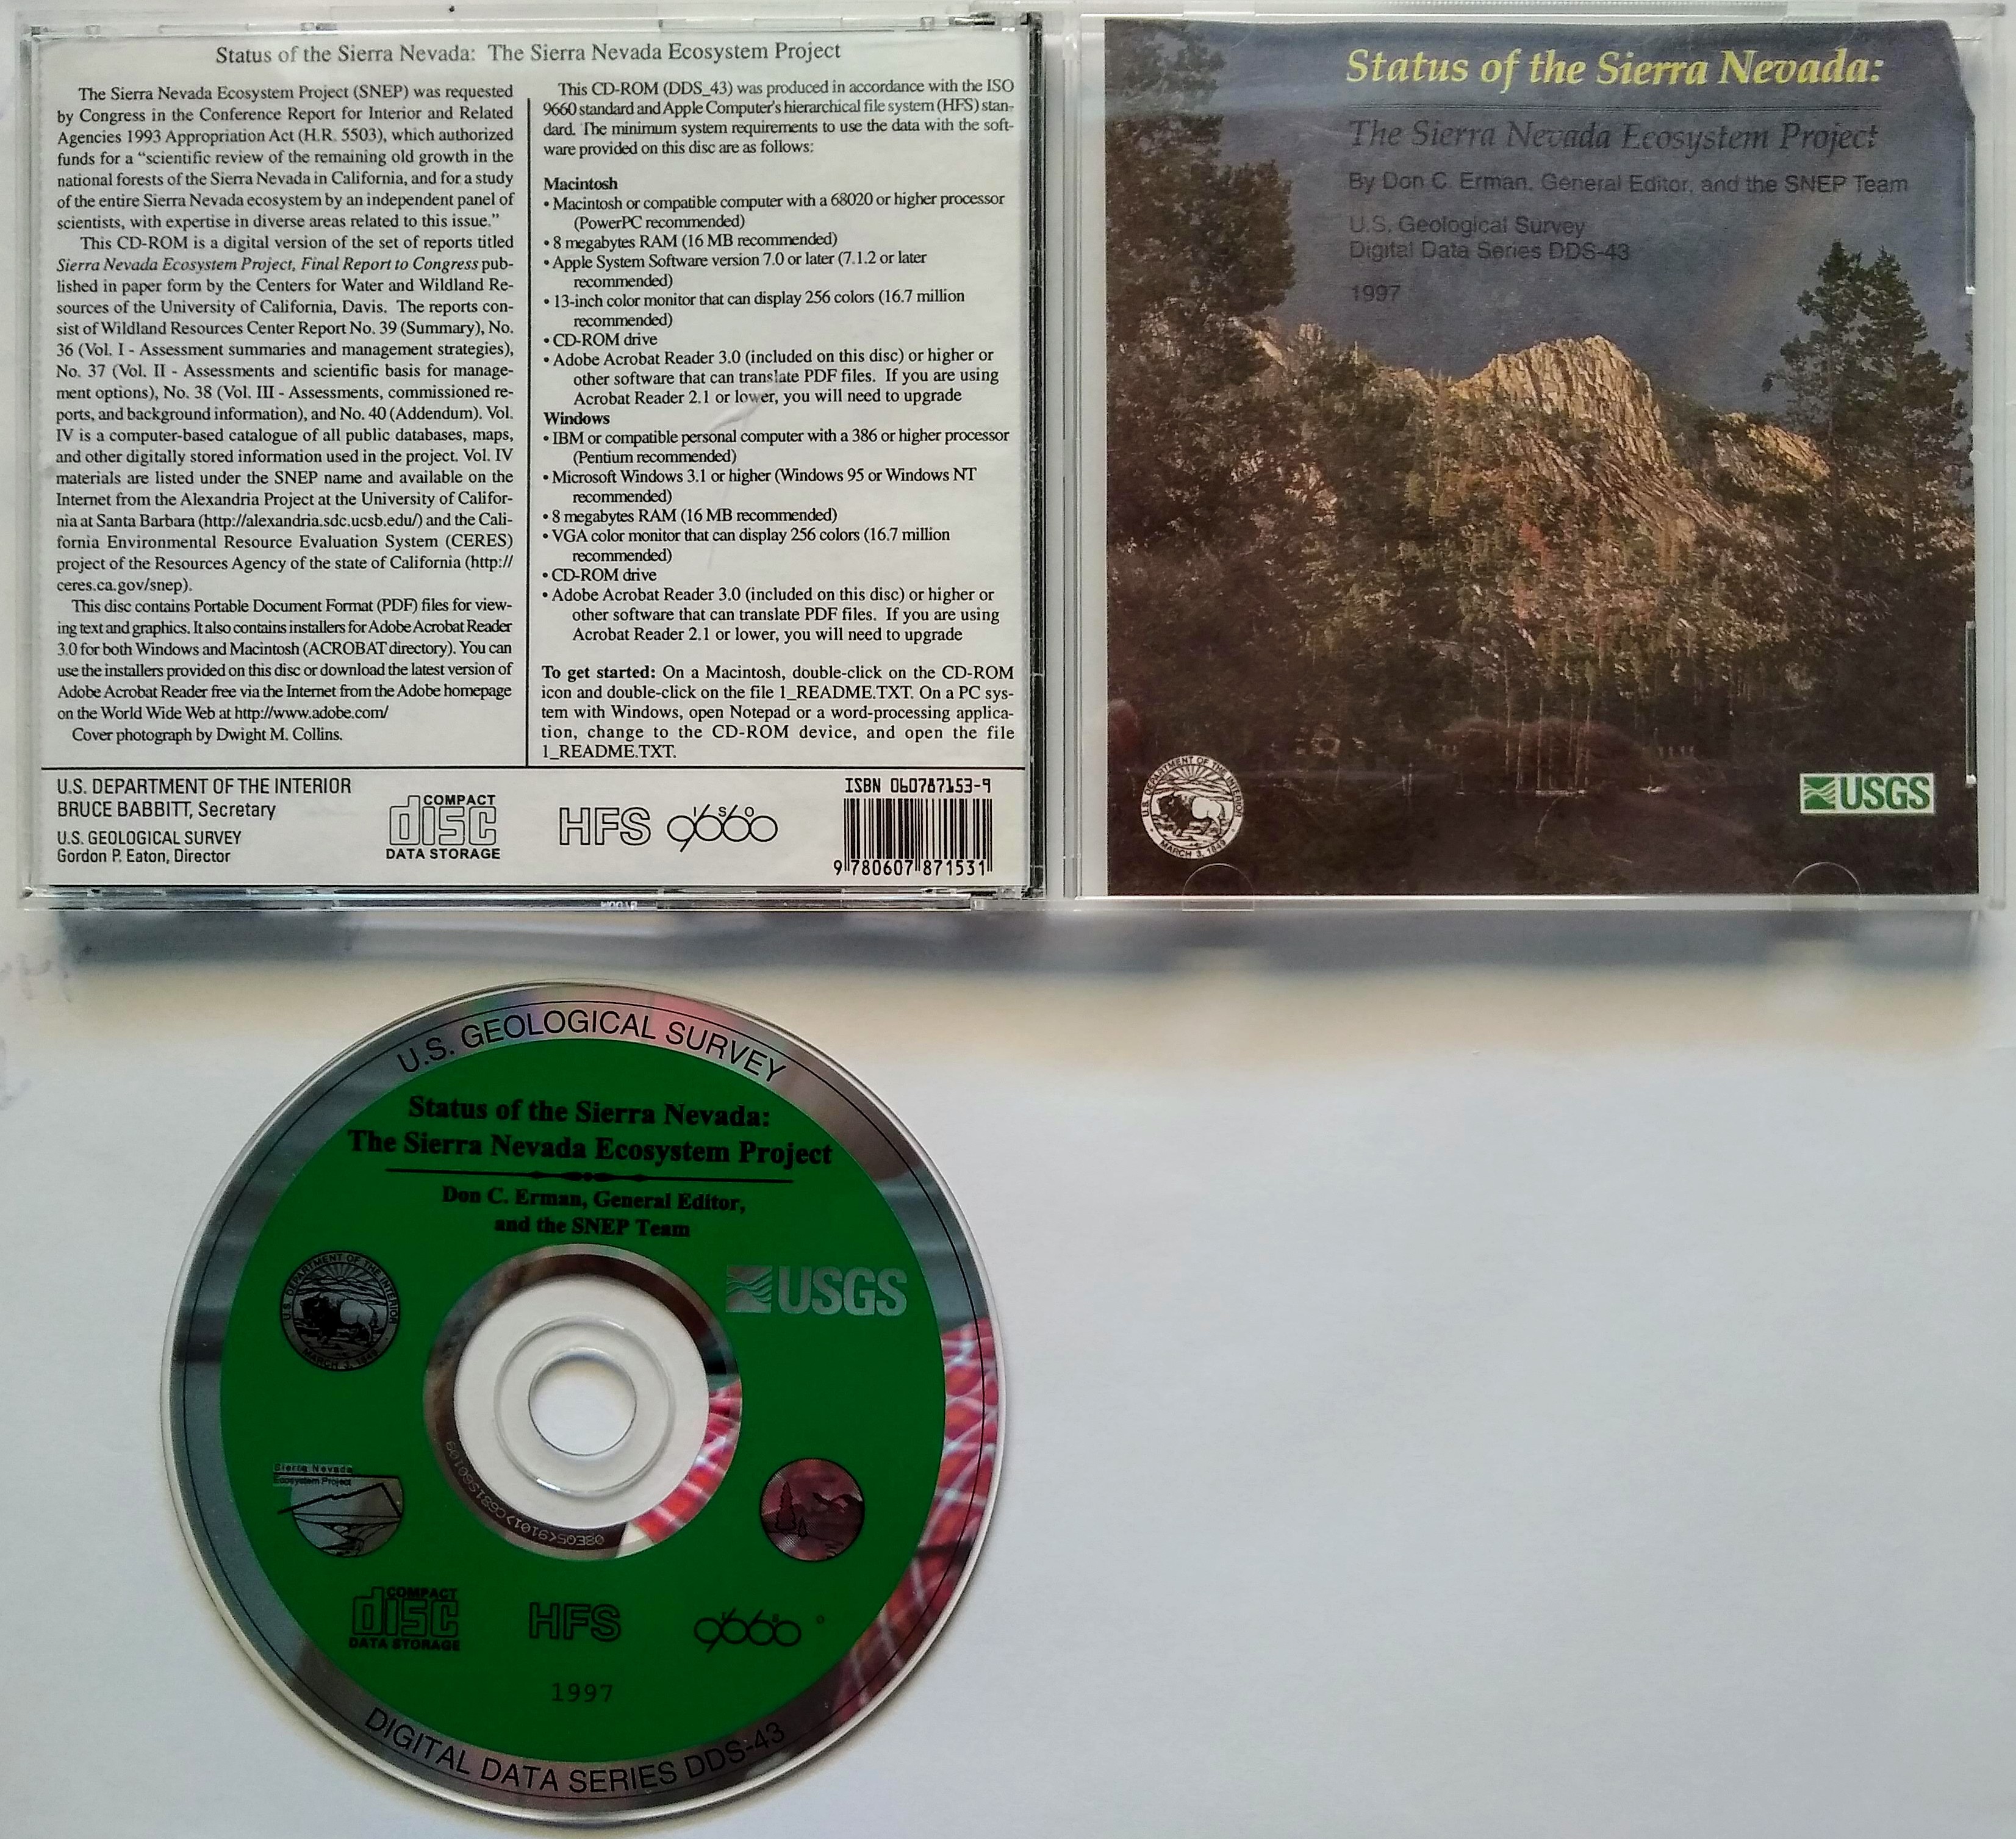 Status of the Sierra Nevada: The Sierra Nevada Ecosystem Project
The Sierra Nevada Ecosystem Project (SNEP) was requested
by Congress in the Conference Report for Interior and Related
Agencies 1993 Appropriation Act (H.R. 5503), which authorized
funds for a “scientific review of the remaining old growth in the
national forests of the Sierra Nevada in California, and for a study
of the entire Sierra Nevada ecosystem by an independent panel of
scientists, with expertise in diverse areas related to this issue.”
This CD-ROM is a digital version of the set of reports titled
Sierra Nevada Ecosystem Project, Final Report to Congress pub-
lished in paper form by the Centers for Water and Wildland Re-
sources of the University of California, Davis. The reports con-
sist of Wildland Resources Center Report No. 39 (Summary), No.
36 (Vol. I - Assessment summaries and management strategies),
No. 37 (Vol. II - Assessments and scientific basis for manage-
ment options), No. 38 (Vol. III - Assessments, commissioned re-
ports, and background information), and No. 40 (Addendum). Vol.
IV is a computer-based catalogue of all public databases, maps,
and other digitally stored information used in the project. Vol. IV
materials are listed under the SNEP name and available on the
Internet from the Alexandria Project at the University of Califor-
nia at Santa Barbara (http://alexandria.sdc.ucsb.edu/) and the Cali-
fornia Environmental Resource Evaluation System (CERES)
project of the Resources Agency of the state of California (http://
ceres.ca.gov/snep).
This disc contains Portable Document Format (PDF) files for view-
ing text and graphics. It also contains installers for Adobe Acrobat Reader
3.0 for both Windows and Macintosh (ACROBAT directory). You can
use the installers provided on this disc or download the latest version of
Adobe Acrobat Reader free via the Internet from the Adobe homepage
on the World Wide Web at http://www.adobe.com/
Cover photograph by Dwight M. Collins.
This CD-ROM (DDS_43) was produced in accordance with the ISO
9660 standard and Apple Computer's hierarchical file system (HFS) stan-
dard. The minimum system requirements to use the data with the soft-
ware provided on this disc are as follows:
Macintosh
• Macintosh or compatible computer with a 68020 or higher processor
(PowerPC recommended)
• 8 megabytes RAM (16 MB recommended)
• Apple System Software version 7.0 or later (7.1.2 or later
recommended)
• 13-inch color monitor that can display 256 colors (16.7 million
recommended)
• CD-ROM drive
• Adobe Acrobat Reader 3.0 (included on this disc) or higher or
other software that can translate PDF files. If you are using
Acrobat Reader 2.1 or lower, you will need to upgrade
Windows
• IBM or compatible personal computer with a 386 or higher processor
(Pentium recommended)
• Microsoft Windows 3.1 or higher (Windows 95 or Windows NT
recommended)
• 8 megabytes RAM (16 MB recommended)
• VGA color monitor that can display 256 colors (16.7 million
recommended)
• CD-ROM drive
• Adobe Acrobat Reader 3.0 (included on this disc) or higher or
other software that can translate PDF files. If you are using
Acrobat Reader 2.1 or lower, you will need to upgrade
To get started: On a Macintosh, double-click on the CD-ROM
icon and double-click on the file 1_README.TXT. On a PC sys-
tem with Windows, open Notepad or a word-processing applica-
tion, change to the CD-ROM device, and open the file
1_README.TXT.
U.S. DEPARTMENT OF THE INTERIOR
BRUCE BABBITT, Secretary
U.S. GEOLOGICAL SURVEY
Gordon P. Eaton, Director
COMPACT
disc
DATA STORAGE
HFS
ISO
9660
ISBN 060787153-9
9 780607 871531
Status of the Sierra Nevada:
The Sierra Nevada Ecosystem Project
By Don C. Erman, General Editor, and the SNEP Team
U.S. Geological Survey
Digital Data Series DDS-43
1997
U.S. DEPARTMENT OF THE INTERIOR
MARCH 3, 1849
USGS
U.S. GEOLOGICAL SURVEY
Status of the Sierra Nevada:
The Sierra Nevada Ecosystem Project
Don C. Erman, General Editor,
and the SNEP Team
U.S. DEPARTMENT OF THE INTERIOR
MARCH 3, 1849
USGS
Sierra Nevada
Ecosystem Project
COMPACT
disc
DATA STORAGE
HFS
9660
1997
DIGITAL DATA SERIES DDS-43